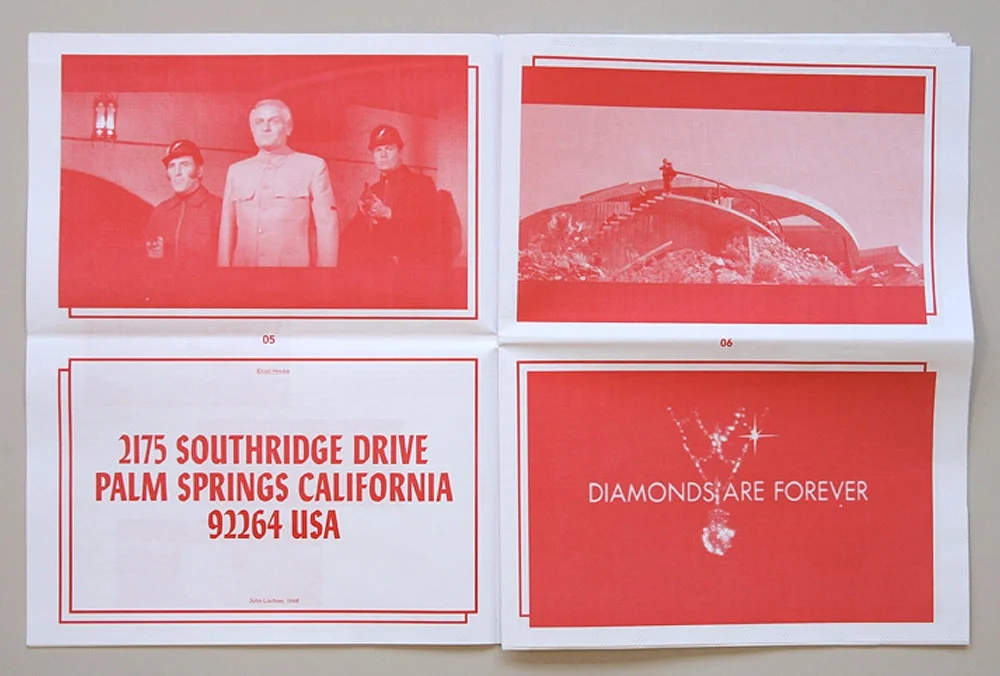 05
06
Elrod House
2175 SOUTHRIDGE DRIVE
PALM SPRINGS CALIFORNIA
92264 USA
John Lautner, 1968
DIAMONDS ARE FOREVER